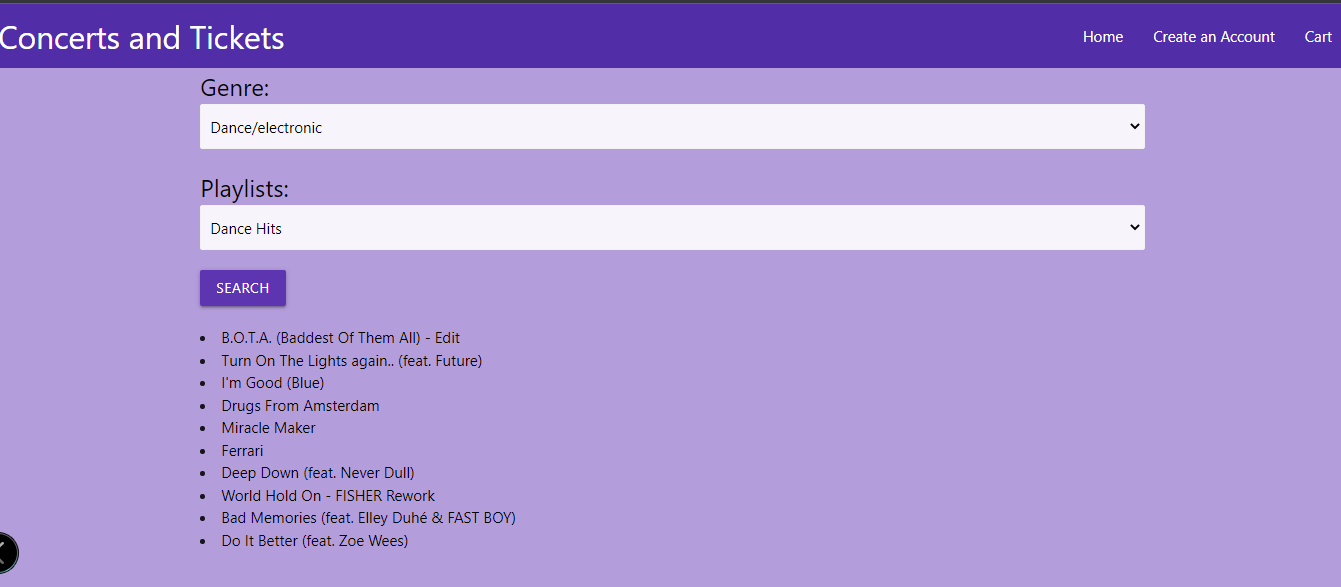 Concerts and Tickets
Home
Create an Account
Cart
Genre:
Dance/electronic
Playlists:
Dance Hits
SEARCH
B.O.T.A. (Baddest Of Them All) - Edit
Turn On The Lights again.. (feat. Future)
I'm Good (Blue)
Drugs From Amsterdam
Miracle Maker
Ferrari
Deep Down (feat. Never Dull)
World Hold On - FISHER Rework
Bad Memories (feat. Elley Duhé & FAST BOY)
Do It Better (feat. Zoe Wees)